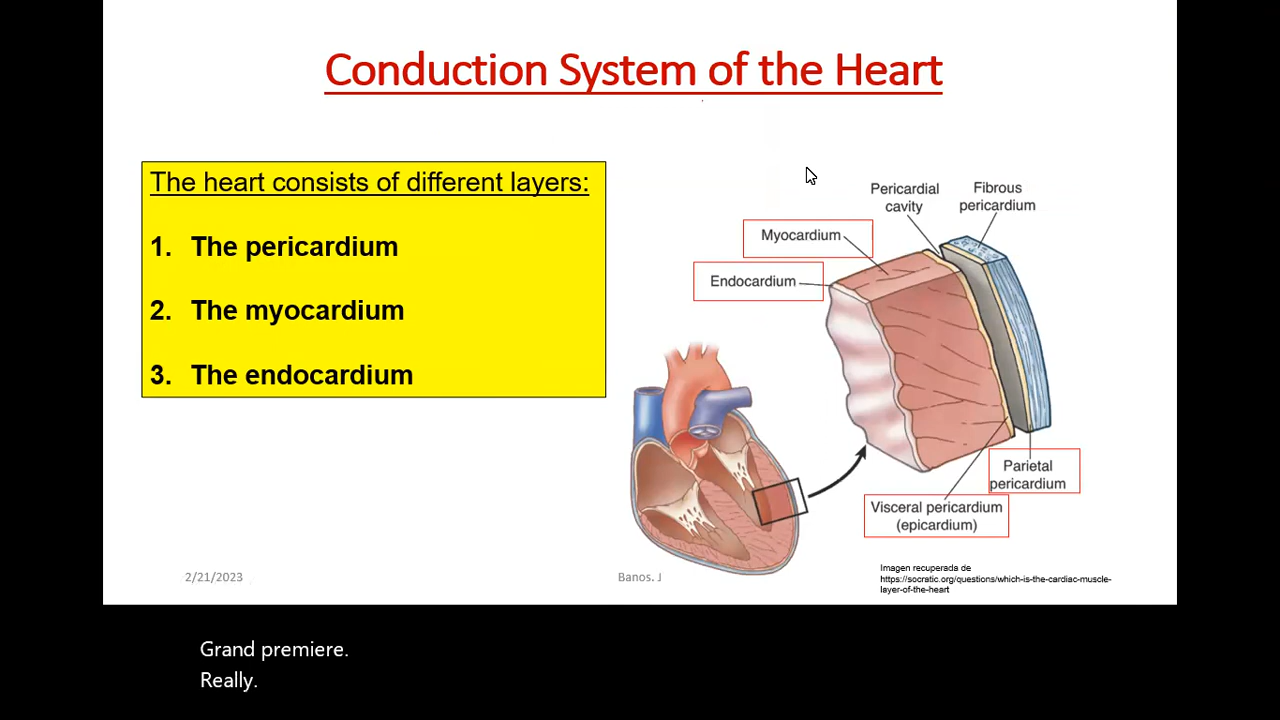 Conduction System of the Heart
The heart consists of different layers:
1. The pericardium
2. The myocardium
3. The endocardium
Pericardial
cavity
Fibrous
pericardium
Myocardium
Endocardium
Parietal
pericardium
Visceral pericardium
(epicardium)
Imagen recuperada de
https://socratic.org/questions/which-is-the-cardiac-muscle-
layer-of-the-heart
2/21/2023
Banos. J
Grand premiere.
Really.